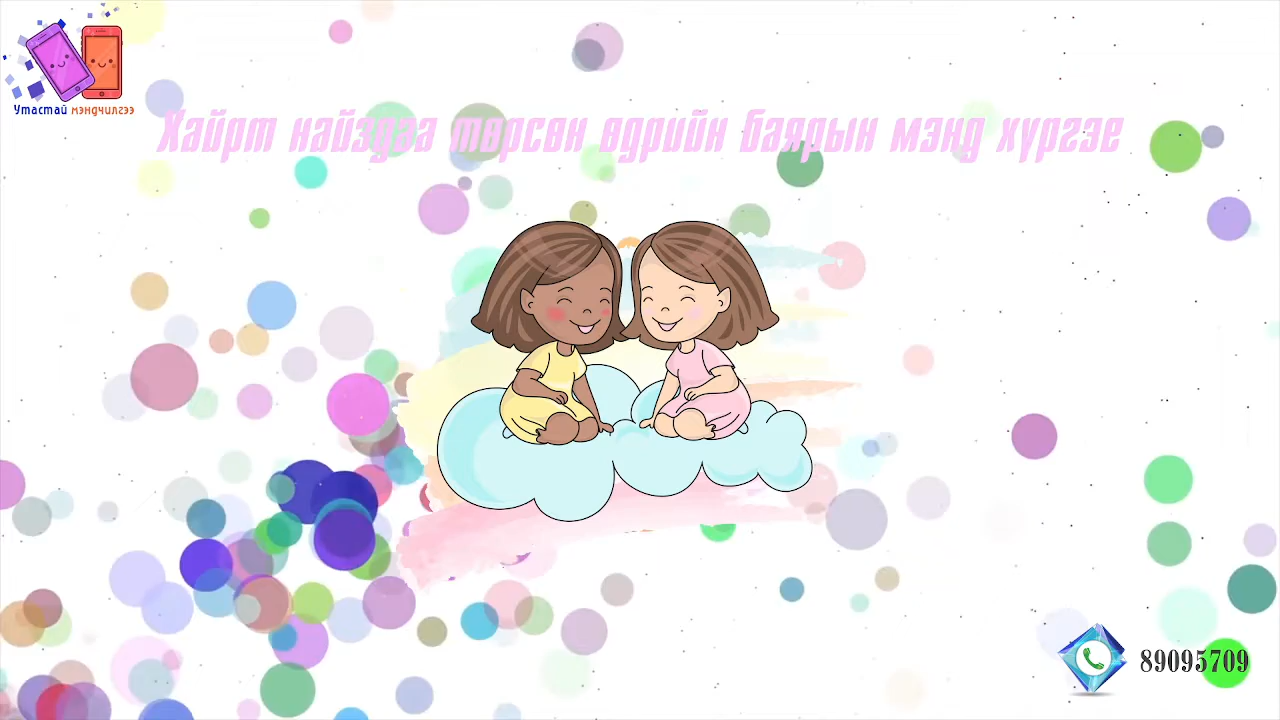 Утастай мэндчилгээ
Хайрт найздаа төрсөн өдрийн баярын мэнд хүргэе
89095709